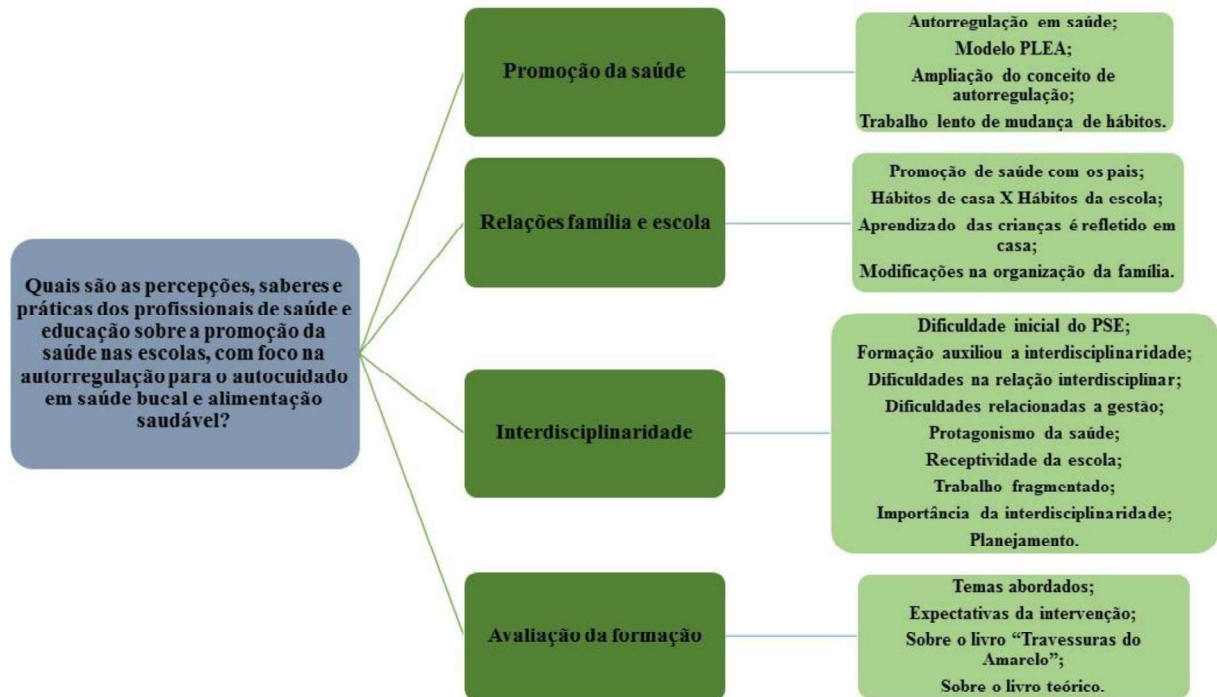 Quais são as percepções, saberes e
práticas dos profissionais de saúde e
educação sobre a promoção da
saúde nas escolas, com foco na
autorregulação para o autocuidado
em saúde bucal e alimentação
saudável?
Promoção da saúde
Autorregulação em saúde;
Modelo PLEA;
Ampliação do conceito de
autorregulação;
Trabalho lento de mudança de hábitos.
Relações família e escola
Promoção de saúde com os pais;
Hábitos de casa X Hábitos da escola;
Aprendizado das crianças é refletido em
casa;
Modificações na organização da família.
Interdisciplinaridade
Dificuldade inicial do PSE;
Formação auxiliou a interdisciplinaridade;
Dificuldades na relação interdisciplinar;
Dificuldades relacionadas a gestão;
Protagonismo da saúde;
Receptividade da escola;
Trabalho fragmentado;
Importância da interdisciplinaridade;
Planejamento.
Avaliação da formação
Temas abordados;
Expectativas da intervenção;
Sobre o livro “Travessuras do
Amarelo”;
Sobre o livro teórico.